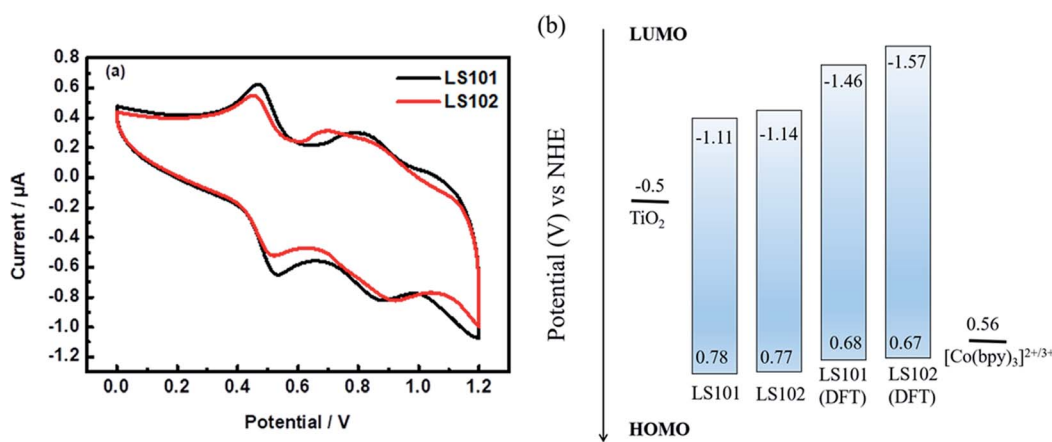 (a)
LS101
LS102
Current / µA
0.8
0.6
0.4
0.2
0.0
-0.2
-0.4
-0.6
-0.8
-1.0
-1.2
0.0 0.2 0.4 0.6 0.8 1.0 1.2
Potential / V
(b)
LUMO
Potential (V) vs NHE
-1.57
-1.46
-1.11
-1.14
-0.5
TiO₂
0.56
[Co(bpy)₃]²⁺/³⁺
0.78
0.77
0.68
0.67
LS101
LS102
LS101
(DFT)
LS102
(DFT)
HOMO